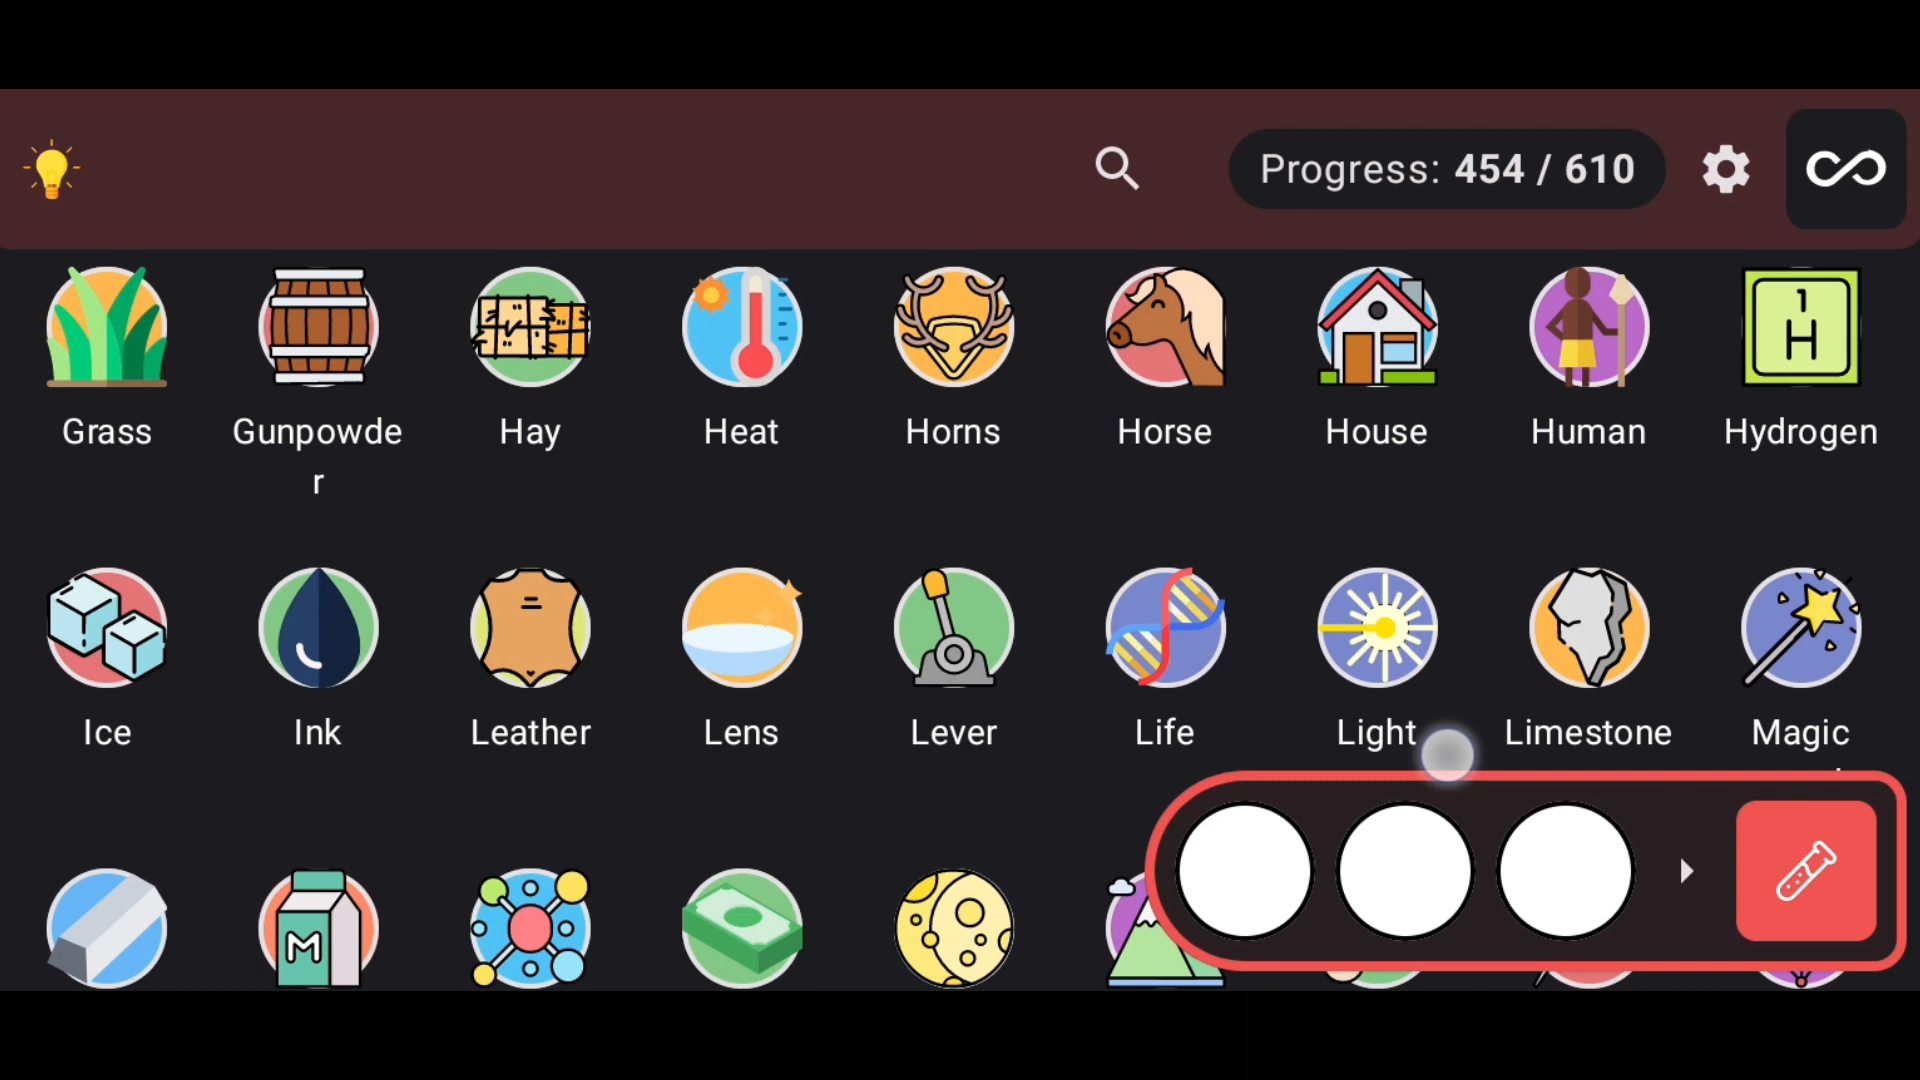 Progress: 454 / 610
1
H
Grass
Gunpowde
r
Hay
Heat
Horns
Horse
House
Human
Hydrogen
Ice
Ink
Leather
Lens
Lever
Life
Light
Limestone
Magic
M